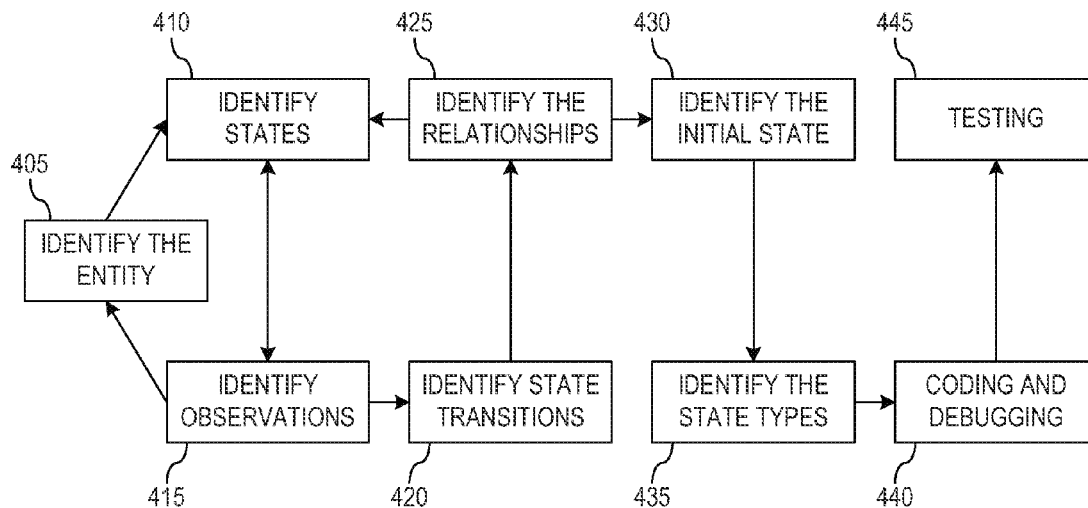 410
425
430
445
IDENTIFY
STATES
IDENTIFY THE
RELATIONSHIPS
IDENTIFY THE
INITIAL STATE
TESTING
405
IDENTIFY THE
ENTITY
IDENTIFY
OBSERVATIONS
IDENTIFY STATE
TRANSITIONS
IDENTIFY THE
STATE TYPES
CODING AND
DEBUGGING
415
420
435
440